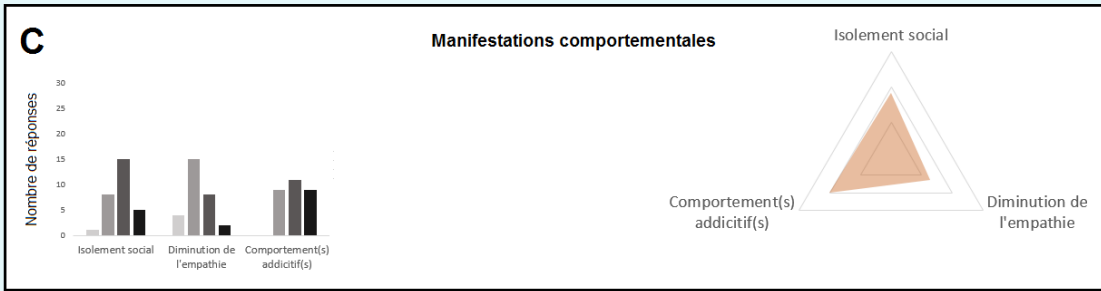 C
Manifestations comportementales
Nombre de réponses
30
25
20
15
10
5
0
Isolement social
Diminution de
l'empathie
Comportement(s)
addicitif(s)
Isolement social
Comportement(s)
addicitif(s)
Diminution de
l'empathie